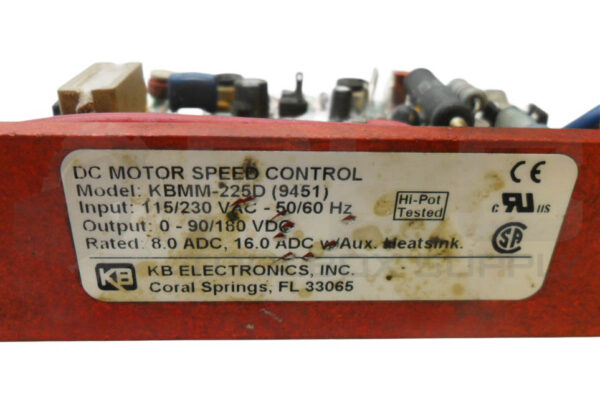 DC MOTOR SPEED CONTROL
Model: KBMM-225D (9451)
Input: 115/230 VAC - 50/60 Hz
Output: 0 - 90/180 VDC
Rated: 8.0 ADC, 16.0 ADC w/Aux. Heatsink.
KB KB ELECTRONICS, INC.
Coral Springs, FL 33065
Hi-Pot
Tested
CE
c RU us
SP
SUPPLY